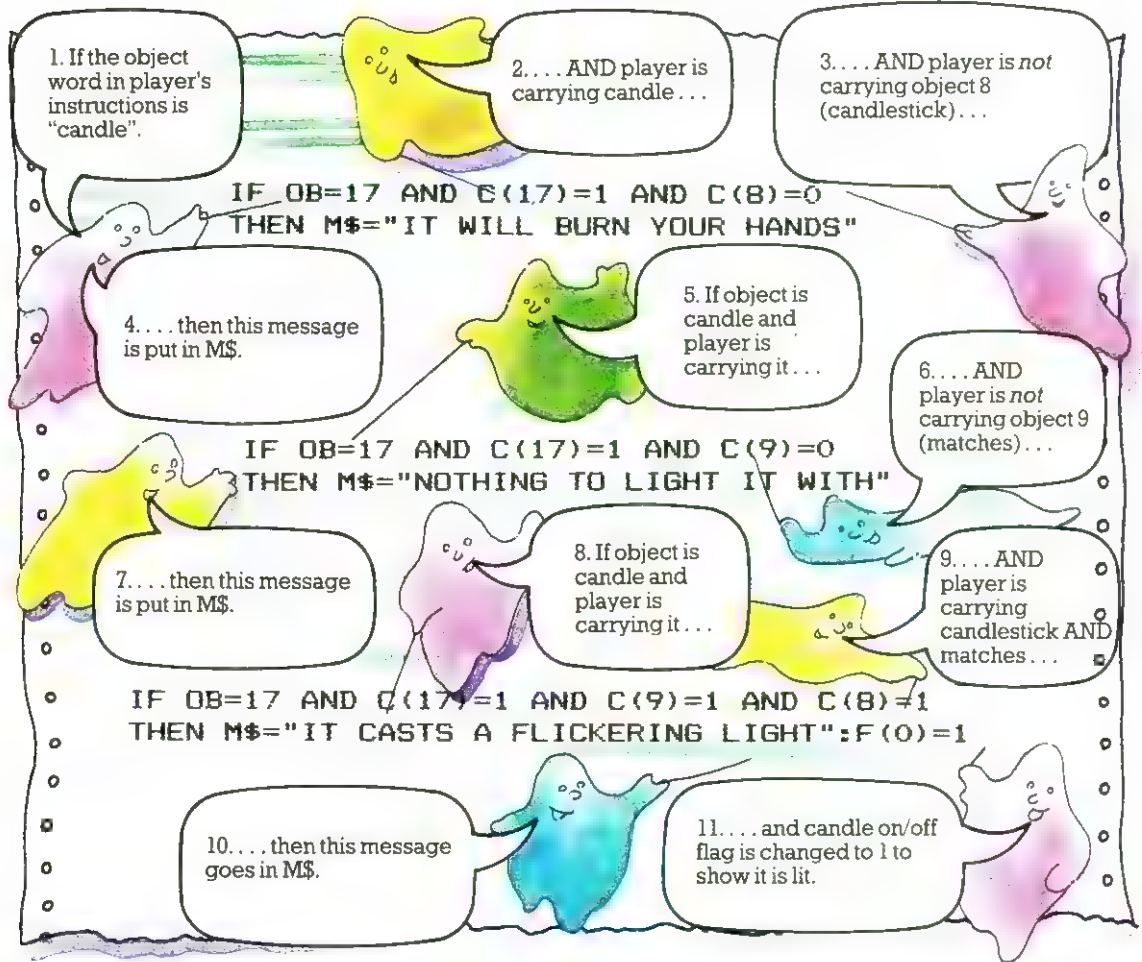 1. If the object
word in player's
instructions is
"candle".
2. . . . AND player is
carrying candle . . .
3. . . . AND player is not
carrying object 8
(candlestick) . . .
IF OB=17 AND C(17)=1 AND C(8)=0
THEN M$="IT WILL BURN YOUR HANDS"
4. . . . then this message
is put in M$.
5. If object is
candle and
player is
carrying it . . .
6. . . . AND
player is not
carrying object 9
(matches) . . .
IF OB=17 AND C(17)=1 AND C(9)=0
THEN M$="NOTHING TO LIGHT IT WITH"
7. . . . then this message
is put in M$.
8. If object is
candle and
player is
carrying it . . .
9. . . . AND
player is
carrying
candlestick AND
matches . . .
IF OB=17 AND C(17)=1 AND C(9)=1 AND C(8)=1
THEN M$="IT CASTS A FLICKERING LIGHT":F(0)=1
10. . . . then this message
goes in M$.
11. . . . and candle on/off
flag is changed to 1 to
show it is lit.